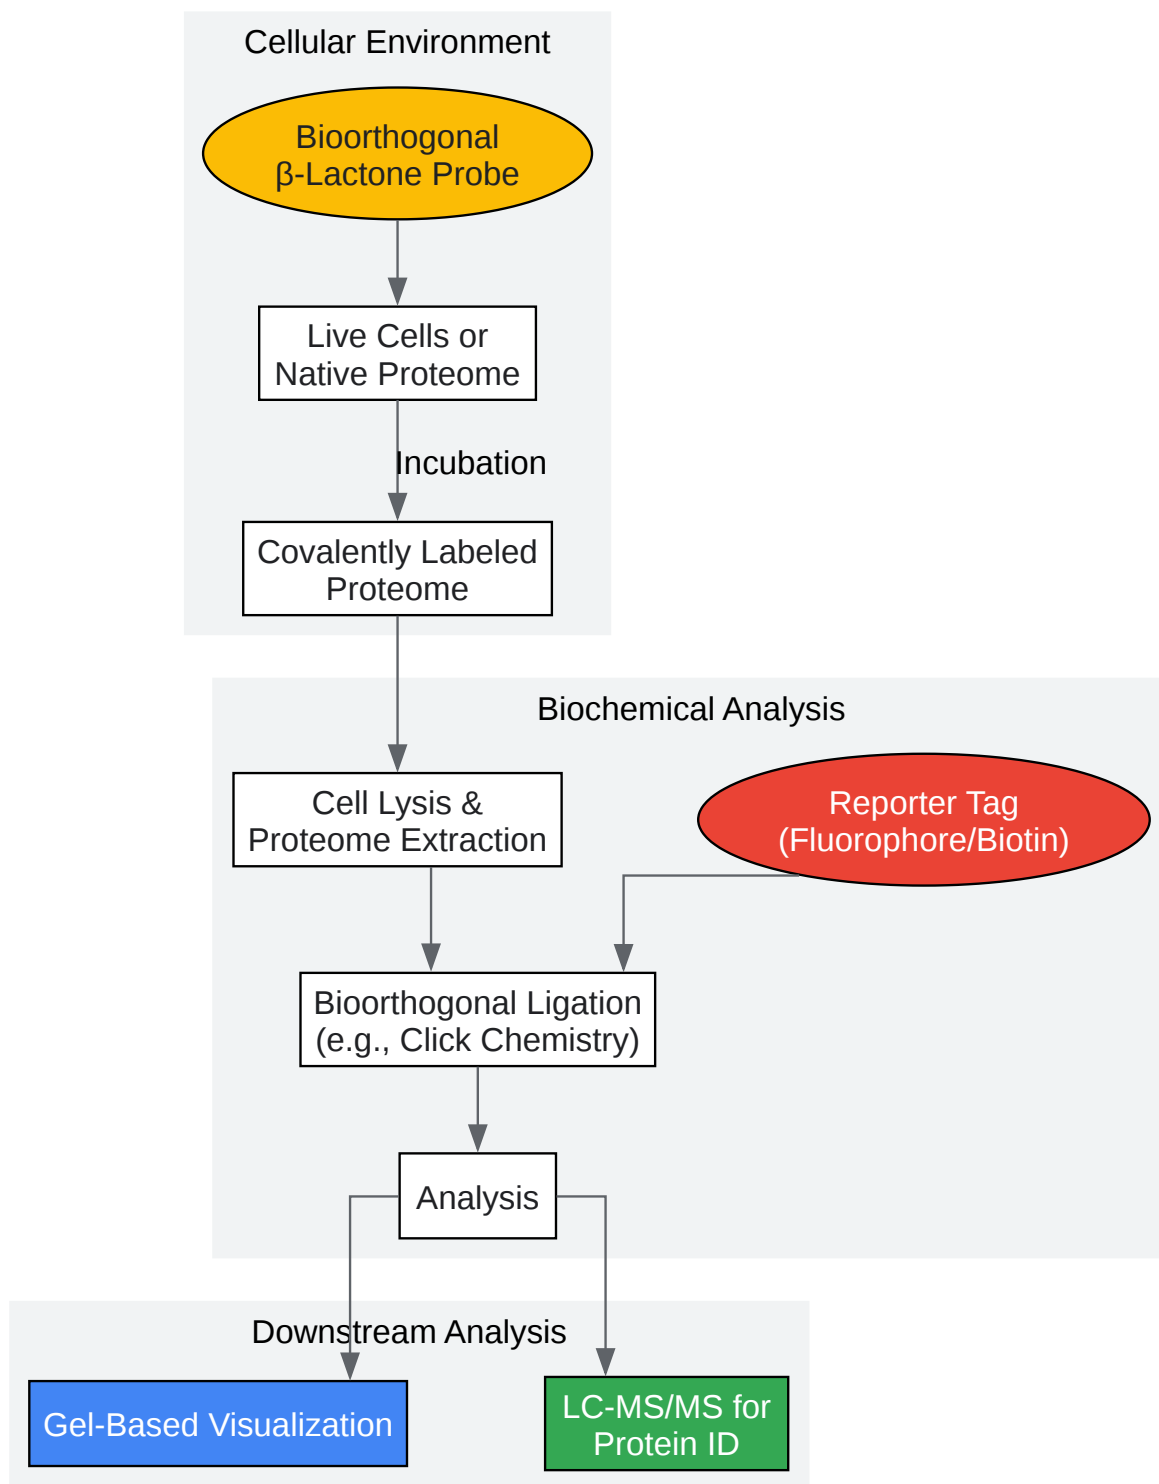 Cellular Environment
Bioorthogonal
β-Lactone Probe
Live Cells or
Native Proteome
Incubation
Covalently Labeled
Proteome
Biochemical Analysis
Cell Lysis &
Proteome Extraction
Reporter Tag
(Fluorophore/Biotin)
Bioorthogonal Ligation
(e.g., Click Chemistry)
Analysis
Downstream Analysis
Gel-Based Visualization
LC-MS/MS for
Protein ID